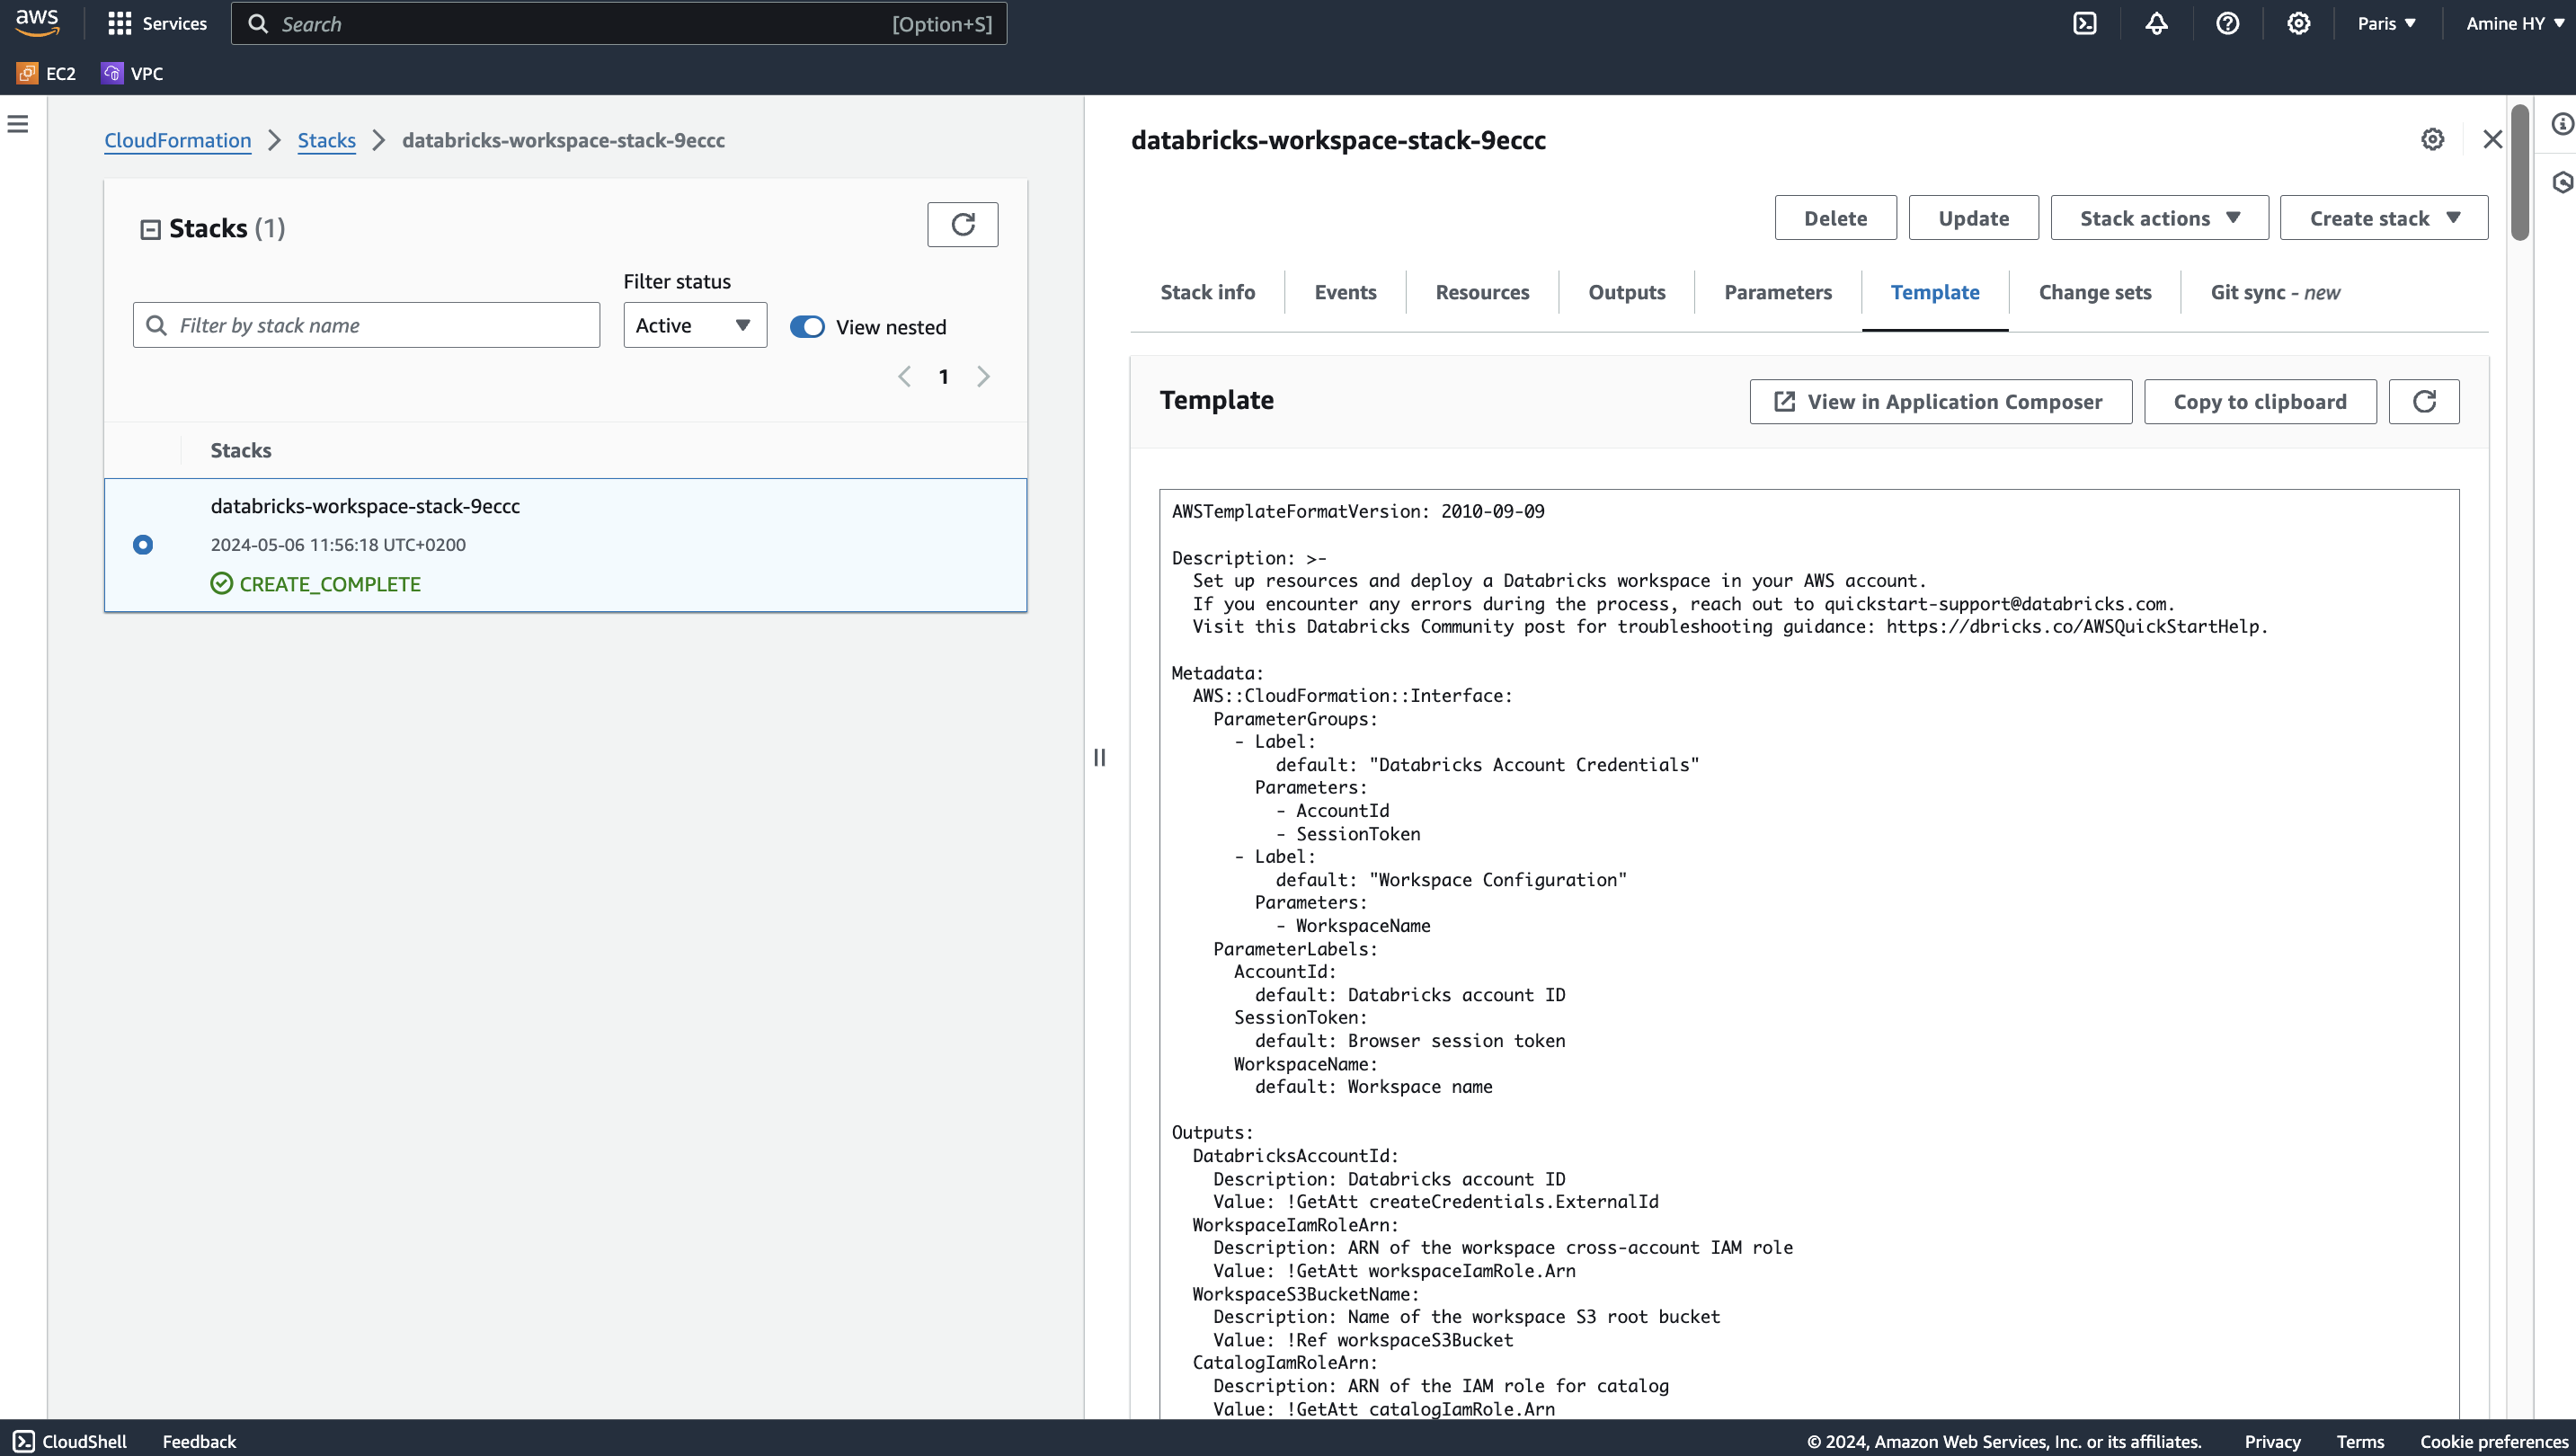 aws
Services
Search
[Option+S]
Paris
Amine HY
EC2
VPC
CloudFormation
Stacks
databricks-workspace-stack-9eccc
Stacks (1)
Filter by stack name
Filter status
Active
View nested
1
Stacks
databricks-workspace-stack-9eccc
2024-05-06 11:56:18 UTC+0200
CREATE_COMPLETE
databricks-workspace-stack-9eccc
Delete
Update
Stack actions
Create stack
Stack info
Events
Resources
Outputs
Parameters
Template
Change sets
Git sync - new
Template
View in Application Composer
Copy to clipboard
AWSTemplateFormatVersion: 2010-09-09
Description: >-
  Set up resources and deploy a Databricks workspace in your AWS account.
  If you encounter any errors during the process, reach out to quickstart-support@databricks.com.
  Visit this Databricks Community post for troubleshooting guidance: https://dbricks.co/AWSQuickStartHelp.
Metadata:
  AWS::CloudFormation::Interface:
    ParameterGroups:
      - Label:
          default: "Databricks Account Credentials"
        Parameters:
          - AccountId
          - SessionToken
      - Label:
          default: "Workspace Configuration"
        Parameters:
          - WorkspaceName
    ParameterLabels:
      AccountId:
        default: Databricks account ID
      SessionToken:
        default: Browser session token
      WorkspaceName:
        default: Workspace name
Outputs:
  DatabricksAccountId:
    Description: Databricks account ID
    Value: !GetAtt createCredentials.ExternalId
  WorkspaceIamRoleArn:
    Description: ARN of the workspace cross-account IAM role
    Value: !GetAtt workspaceIamRole.Arn
  WorkspaceS3BucketName:
    Description: Name of the workspace S3 root bucket
    Value: !Ref workspaceS3Bucket
  CatalogIamRoleArn:
    Description: ARN of the IAM role for catalog
    Value: !GetAtt catalogIamRole.Arn
CloudShell
Feedback
© 2024, Amazon Web Services, Inc. or its affiliates.
Privacy
Terms
Cookie preferences